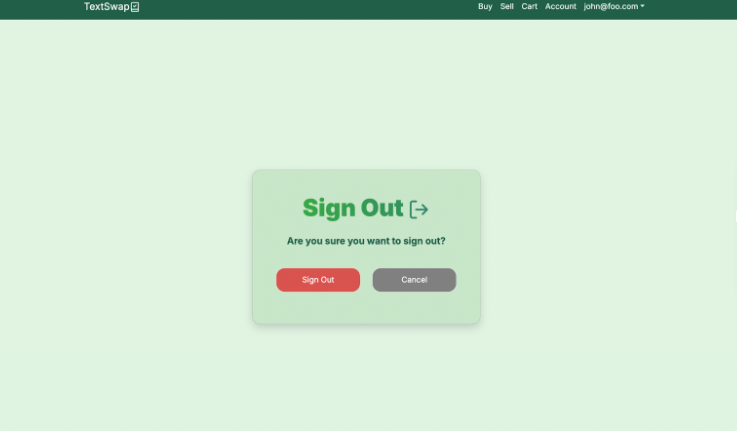 TextSwap
Buy Sell Cart Account john@foo.com
Sign Out
Are you sure you want to sign out?
Sign Out Cancel